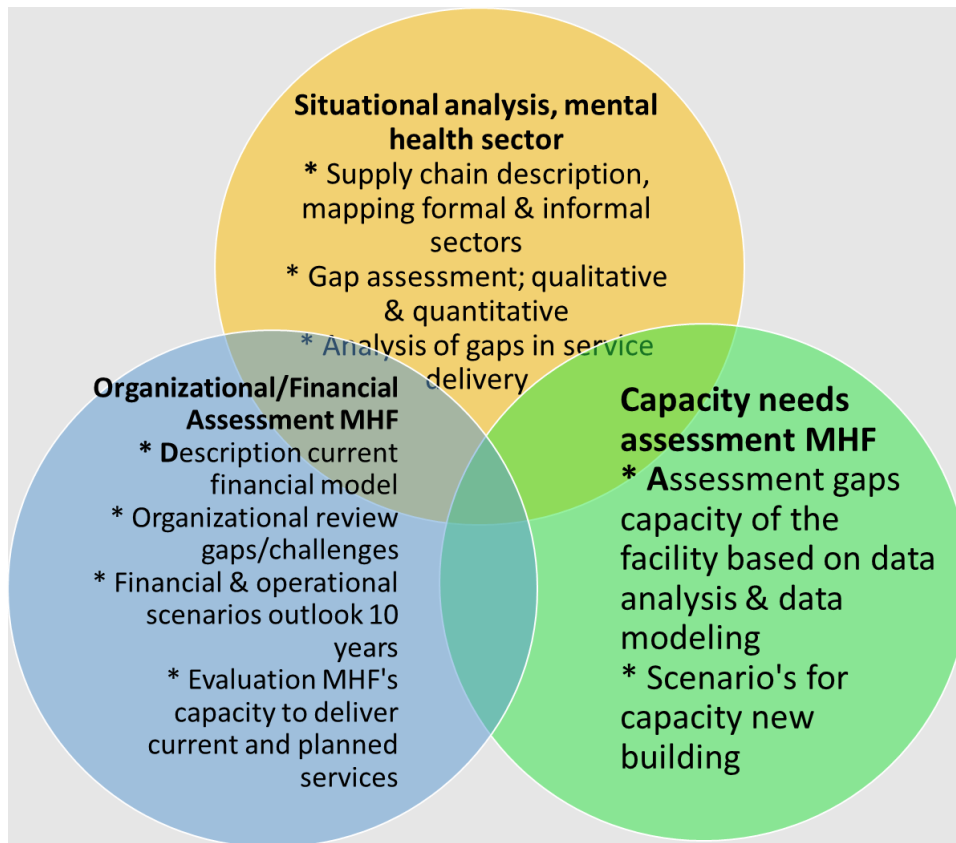 Situational analysis, mental
health sector
* Supply chain description,
mapping formal & informal
sectors
* Gap assessment; qualitative
& quantitative
* Analysis of gaps in service
delivery
Organizational/Financial
Assessment MHF
* Description current
financial model
* Organizational review
gaps/challenges
* Financial & operational
scenarios outlook 10
years
* Evaluation MHF's
capacity to deliver
current and planned
services
Capacity needs
assessment MHF
* Assessment gaps
capacity of the
facility based on data
analysis & data
modeling
* Scenario's for
capacity new
building